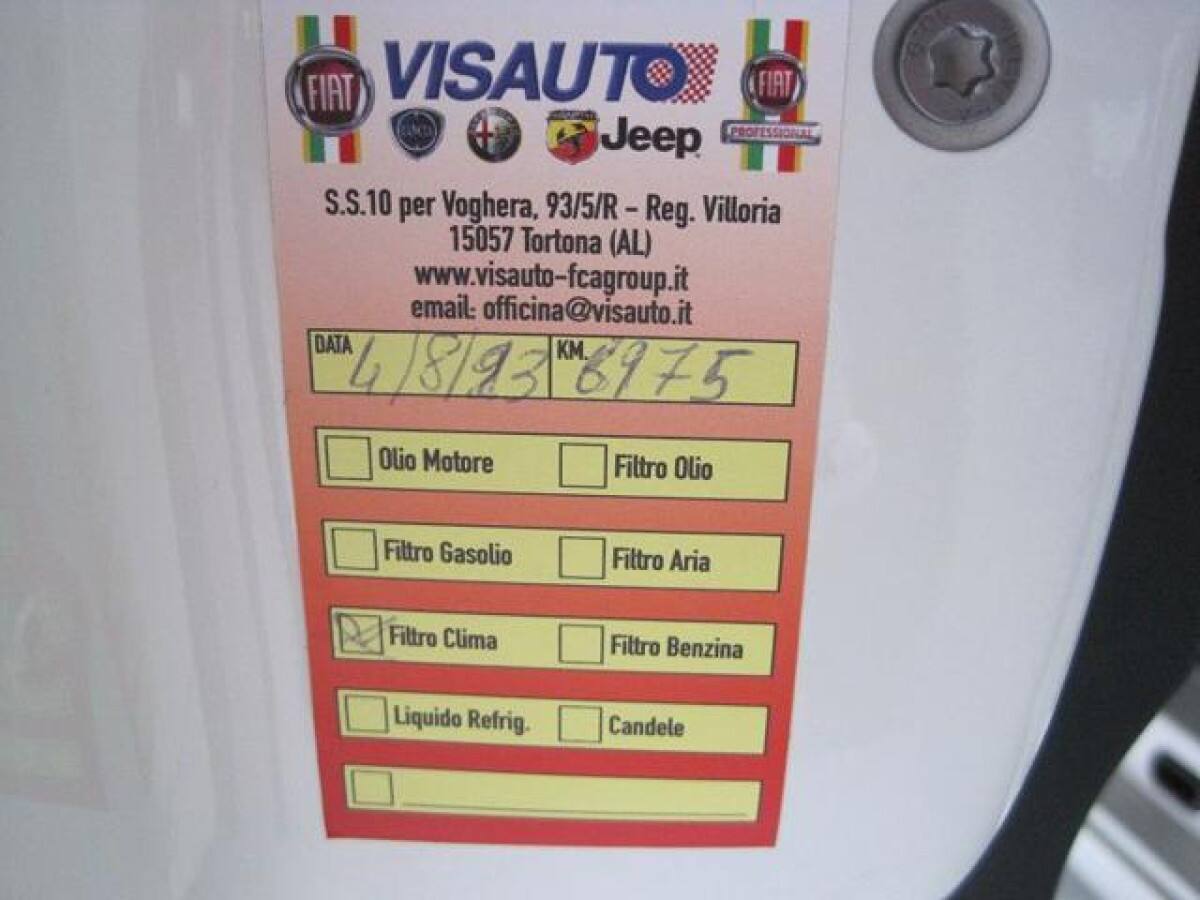 FIAT VISAUTO FIAT
LANCIA Jeep PROFESSIONAL
S.S.10 per Voghera, 93/5/R - Reg. Villoria
15057 Tortona (AL)
www.visauto-fcagroup.it
email: officina@visauto.it
DATA 4/8/23 KM. 6975
Olio Motore Filtro Olio
Filtro Gasolio Filtro Aria
Filtro Clima Filtro Benzina
Liquido Refrig. Candele